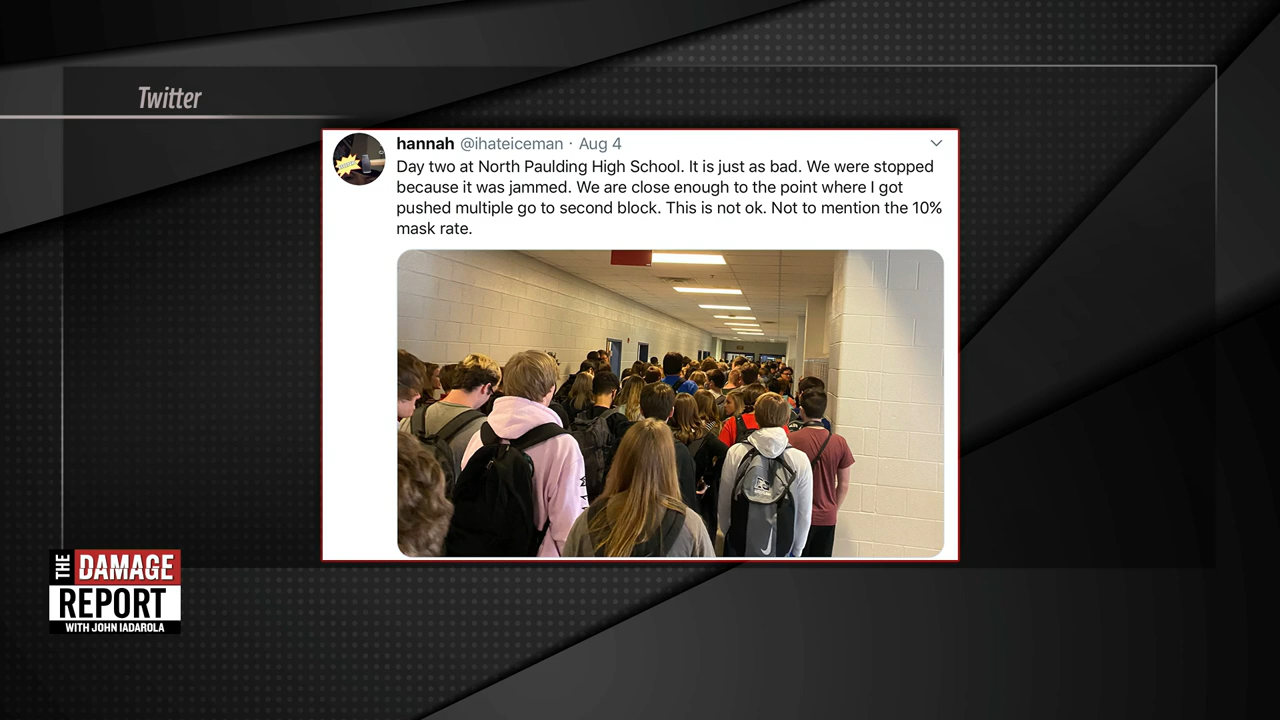 Twitter
hannah @ihateiceman · Aug 4
Day two at North Paulding High School. It is just as bad. We were stopped
because it was jammed. We are close enough to the point where I got
pushed multiple go to second block. This is not ok. Not to mention the 10%
mask rate.
THE
DAMAGE
REPORT
WITH JOHN IADAROLA